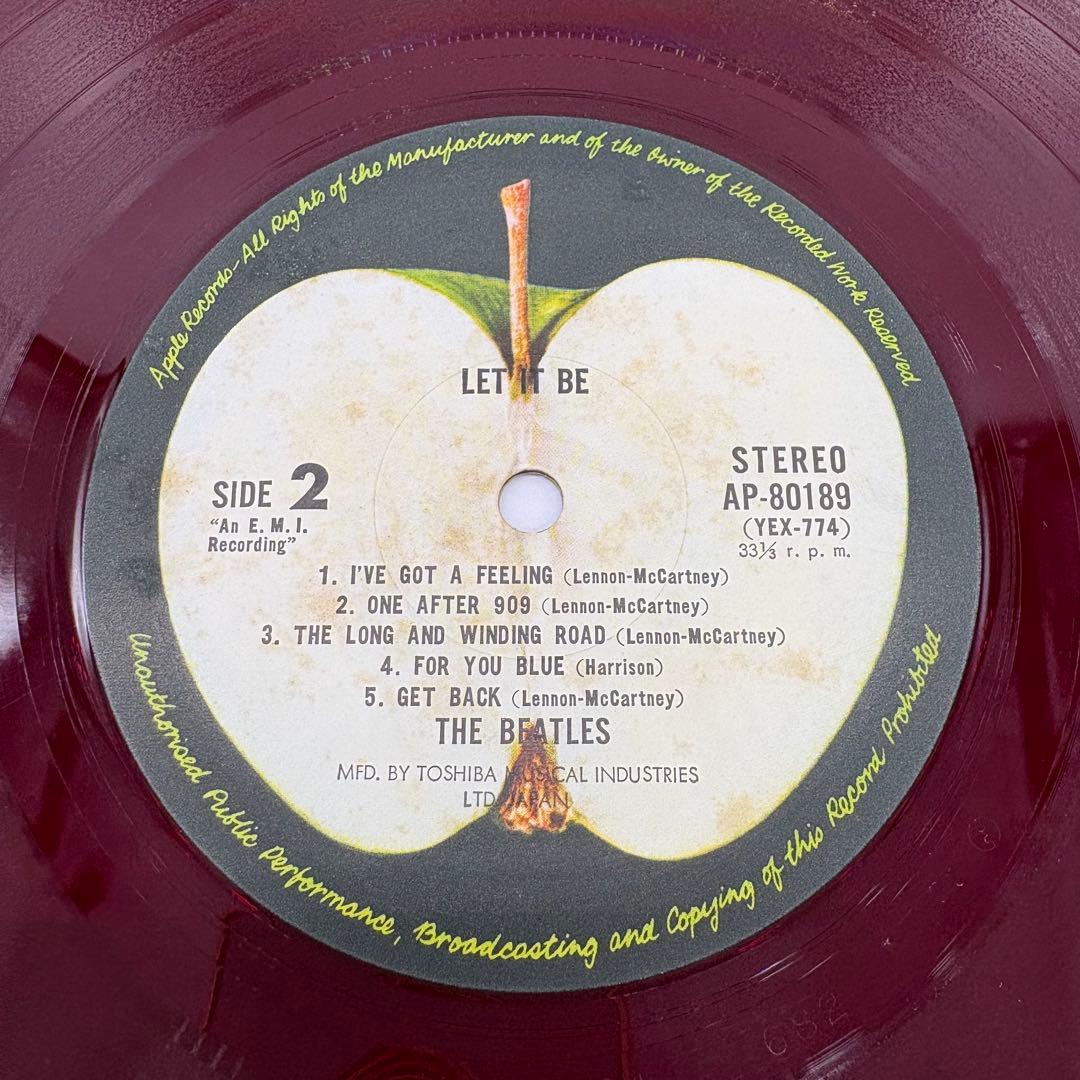 Apple Records-All Rights of the Manufacturer and of the Owner of the Recorded Work Reserved
LET IT BE
SIDE 2
"An E. M. I.
Recording"
STEREO
AP-80189
(YEX-774)
33⅓ r. p. m.
1. I'VE GOT A FEELING (Lennon-McCartney)
2. ONE AFTER 909 (Lennon-McCartney)
3. THE LONG AND WINDING ROAD (Lennon-McCartney)
4. FOR YOU BLUE (Harrison)
5. GET BACK (Lennon-McCartney)
THE BEATLES
MFD. BY TOSHIBA MUSICAL INDUSTRIES
LTD. JAPAN
Unauthorised Public Performance, Broadcasting and Copying of this Record Prohibited